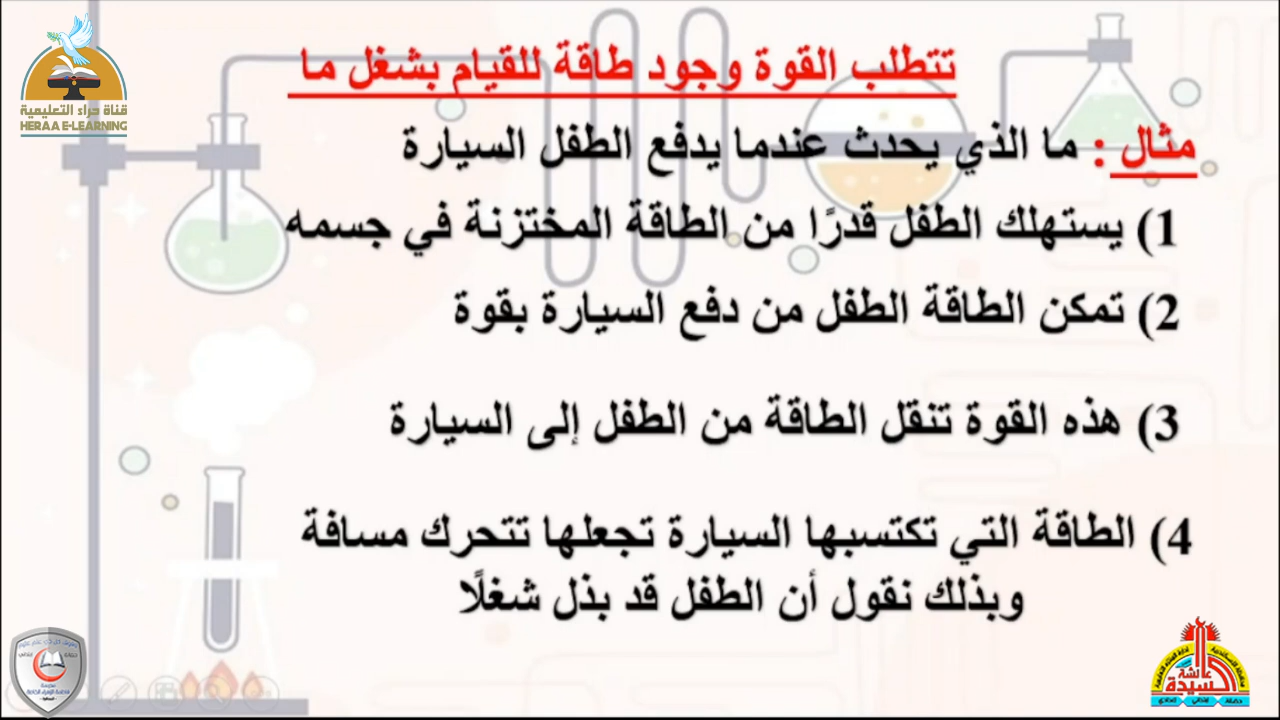 تتطلب القوة وجود طاقة للقيام بشغل ما
مثال : ما الذي يحدث عندما يدفع الطفل السيارة
1) يستهلك الطفل قدرًا من الطاقة المختزنة في جسمه
2) تمكن الطاقة الطفل من دفع السيارة بقوة
3) هذه القوة تنقل الطاقة من الطفل إلى السيارة
4) الطاقة التي تكتسبها السيارة تجعلها تتحرك مسافة
وبذلك نقول أن الطفل قد بذل شغلًا
قناة حراء التعليمية
HERAA E-LEARNING
السيدة عائشة